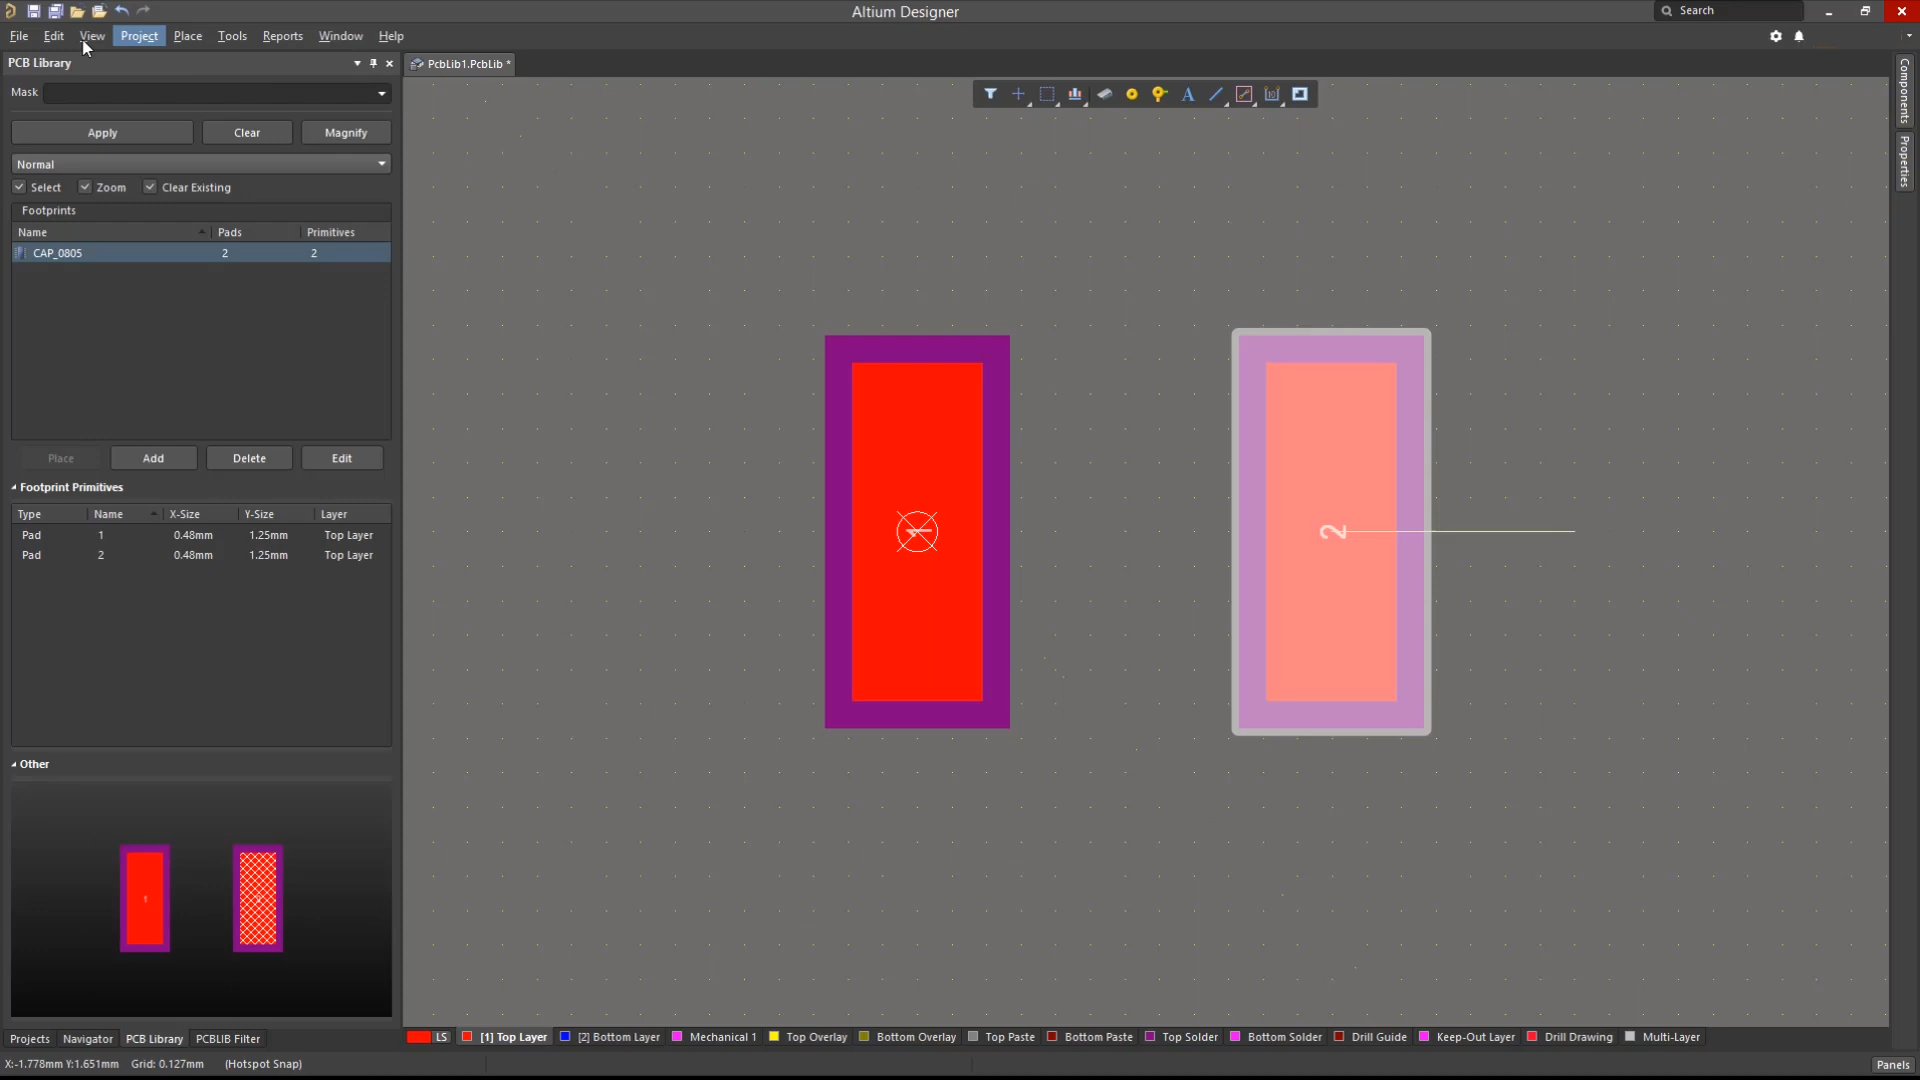 Altium Designer
Search
File Edit View Project Place Tools Reports Window Help
PCB Library
PcbLib1.PcbLib *
Mask
Apply Clear Magnify
Normal
Select Zoom Clear Existing
Footprints
Name Pads Primitives
CAP_0805 2 2
Place Add Delete Edit
Footprint Primitives
Type Name X-Size Y-Size Layer
Pad 1 0.48mm 1.25mm Top Layer
Pad 2 0.48mm 1.25mm Top Layer
Other
1
1
2
Components
Properties
Projects Navigator PCB Library PCBLIB Filter
LS [1] Top Layer [2] Bottom Layer Mechanical 1 Top Overlay Bottom Overlay Top Paste Bottom Paste Top Solder Bottom Solder Drill Guide Keep-Out Layer Drill Drawing Multi-Layer
X:-1.778mm Y:1.651mm Grid: 0.127mm (Hotspot Snap)
Panels